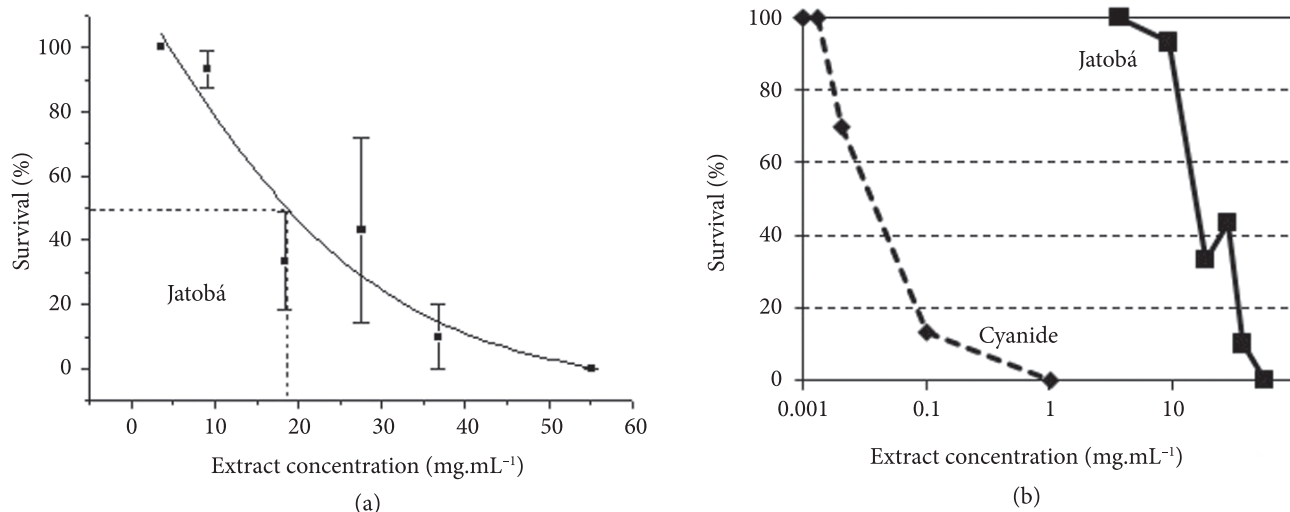 100
80
60
40
20
0
Survival (%)
Jatobá
0 10 20 30 40 50 60
Extract concentration (mg.mL⁻¹)
(a)
100
80
60
40
20
0
Survival (%)
Jatobá
Cyanide
0.001 0.1 1 10
Extract concentration (mg.mL⁻¹)
(b)